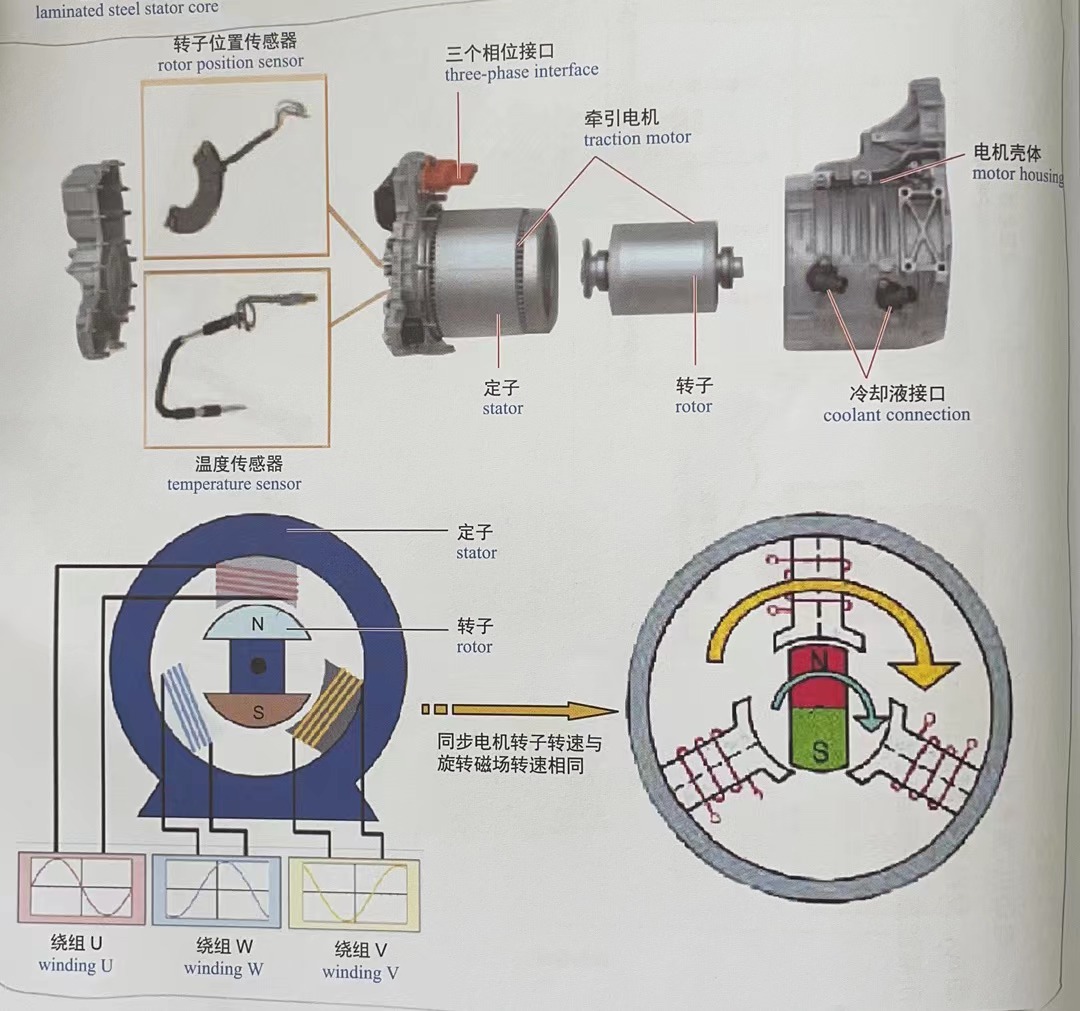 laminated steel stator core
转子位置传感器
rotor position sensor
三个相位接口
three-phase interface
牵引电机
traction motor
电机壳体
motor housing
定子
stator
转子
rotor
冷却液接口
coolant connection
温度传感器
temperature sensor
定子
stator
N
转子
rotor
S
N
S
同步电机转子转速与
旋转磁场转速相同
绕组 U
winding U
绕组 W
winding W
绕组 V
winding V